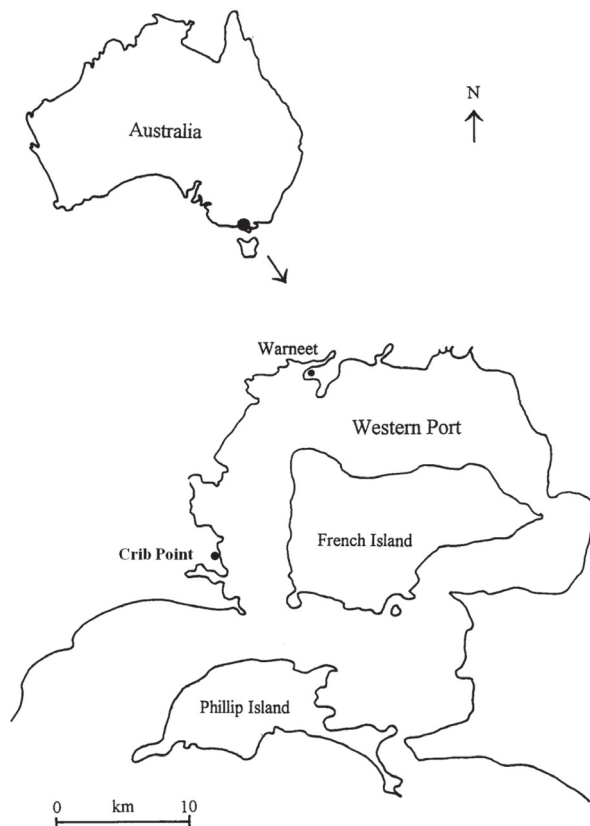 N
Australia
Warneet
Western Port
French Island
Crib Point
Phillip Island
0 km 10